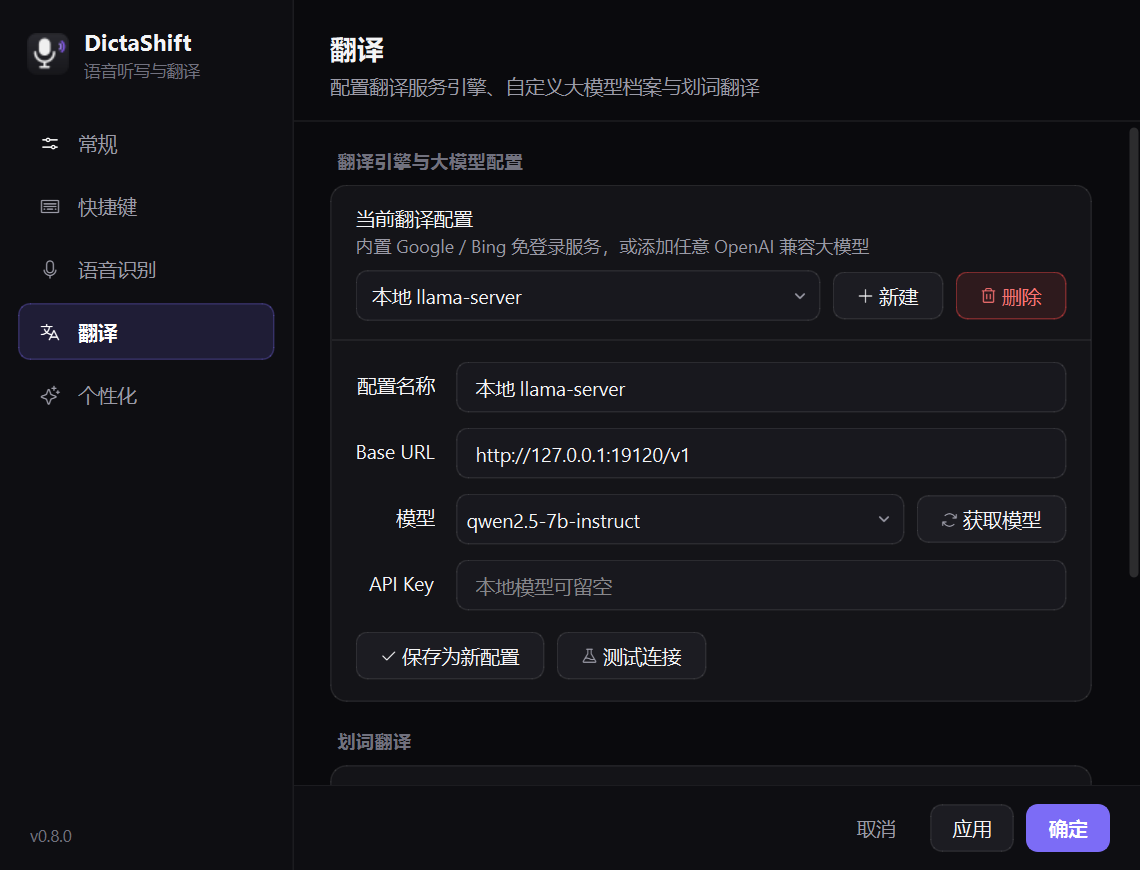 DictaShift
语音听写与翻译
常规
快捷键
语音识别
翻译
个性化
v0.8.0
翻译
配置翻译服务引擎、自定义大模型档案与划词翻译
翻译引擎与大模型配置
当前翻译配置
内置 Google / Bing 免登录服务，或添加任意 OpenAI 兼容大模型
本地 llama-server
新建
删除
配置名称
本地 llama-server
Base URL
http://127.0.0.1:19120/v1
模型
qwen2.5-7b-instruct
获取模型
API Key
本地模型可留空
保存为新配置
测试连接
划词翻译
取消
应用
确定